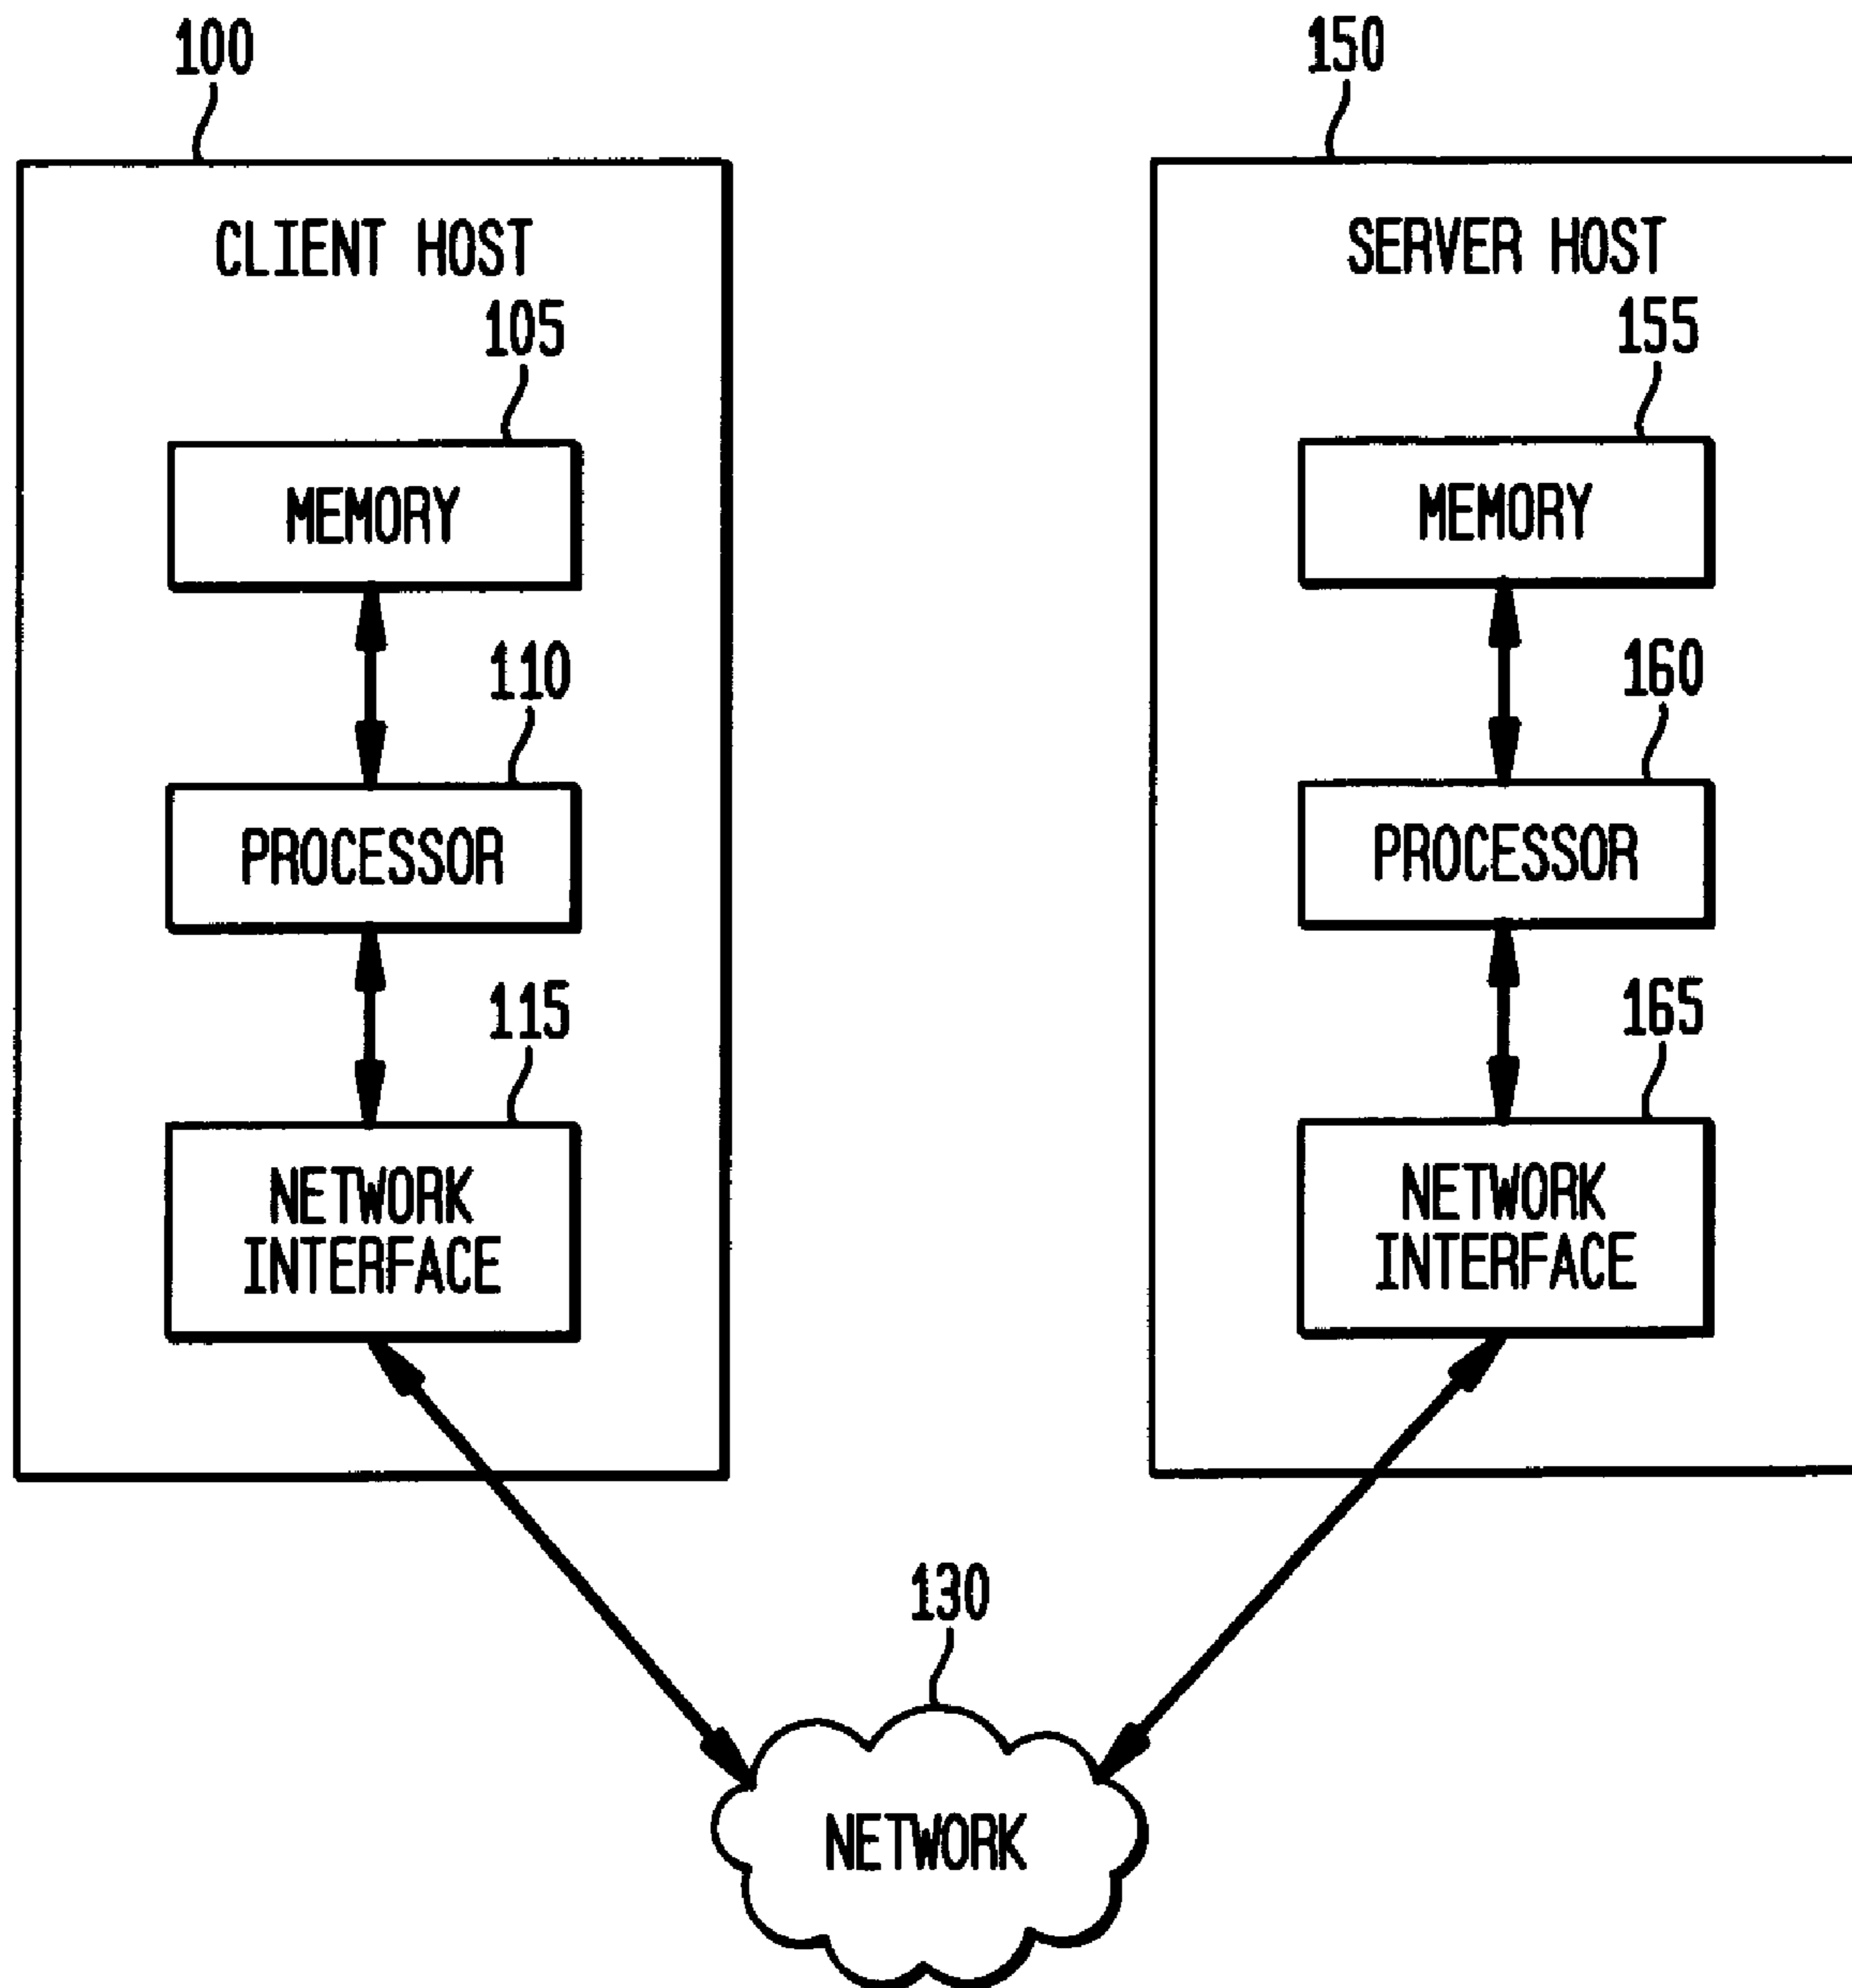 100
CLIENT HOST
105
MEMORY
110
PROCESSOR
115
NETWORK
INTERFACE
150
SERVER HOST
155
MEMORY
160
PROCESSOR
165
NETWORK
INTERFACE
130
NETWORK